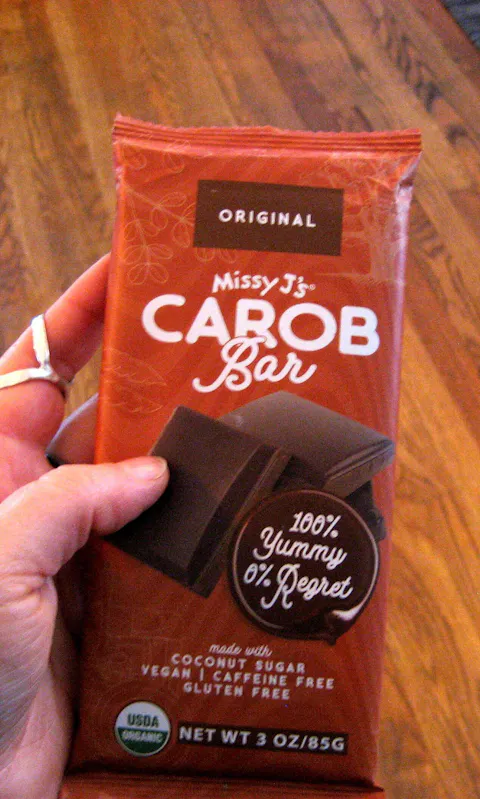 ORIGINAL
Missy J's®
CAROB
Bar
100%
Yummy
0% Regret
made with
COCONUT SUGAR
VEGAN | CAFFEINE FREE
GLUTEN FREE
USDA
ORGANIC
NET WT 3 OZ/85G